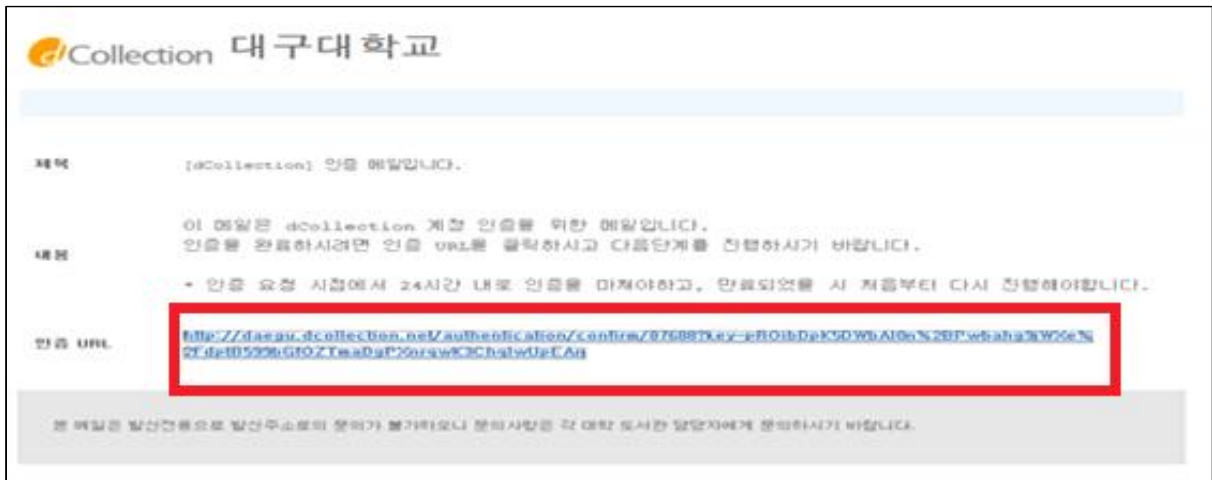 dCollection 대구대학교
제목 [dCollection] 인증 메일입니다.
이 메일은 dCollection 계정 인증을 위한 메일입니다.
내용 인증을 완료하시려면 인증 URL을 클릭하시고 다음단계를 진행하시기 바랍니다.
* 인증 요청 시점에서 24시간 내로 인증을 마쳐야하고, 만료되었을 시 처음부터 다시 진행해야합니다.
인증 URL http://daegu.dcollection.net/authentication/confirm/87688?key=
본 메일은 발신전용으로 발신주소로의 문의가 불가하오니 문의사항은 각 대학 도서관 담당자에게 문의하시기 바랍니다.